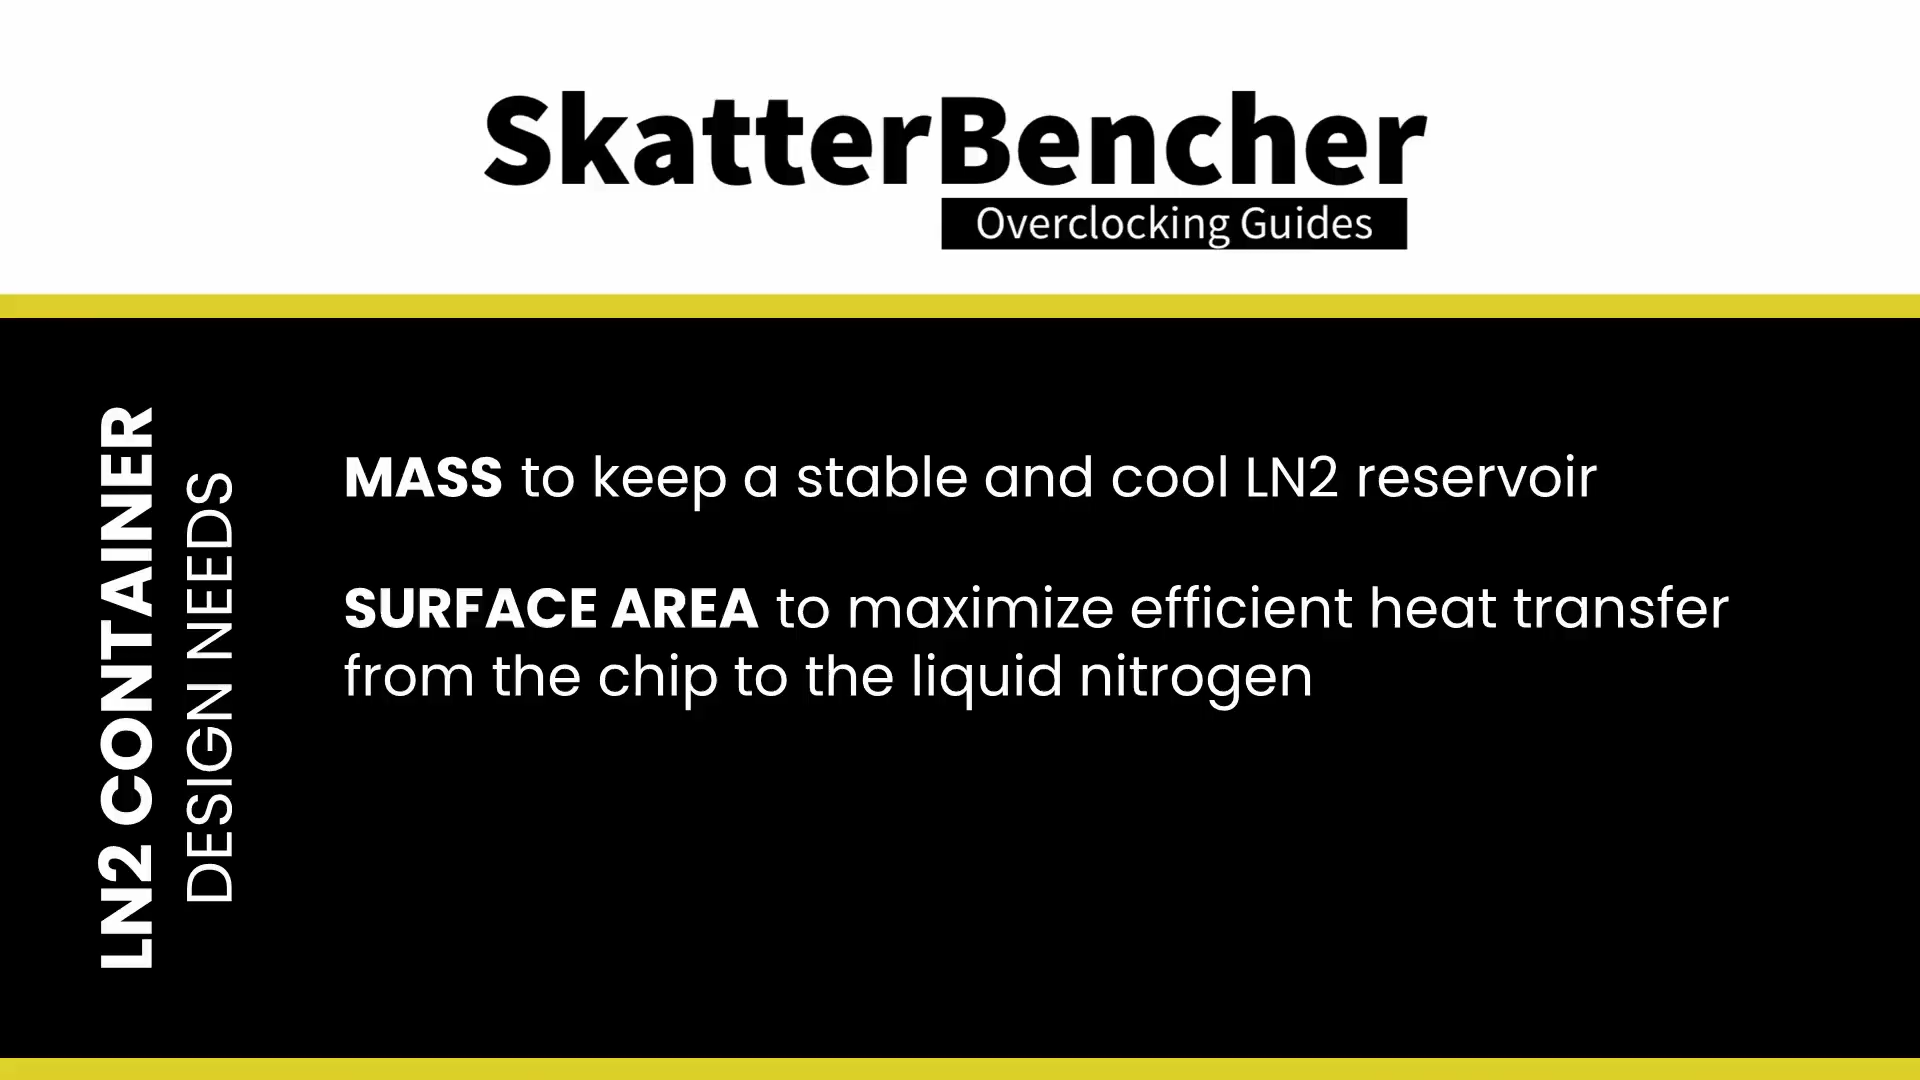 SkatterBencher
Overclocking Guides
LN2 CONTAINER
DESIGN NEEDS
MASS to keep a stable and cool LN2 reservoir
SURFACE AREA to maximize efficient heat transfer
from the chip to the liquid nitrogen